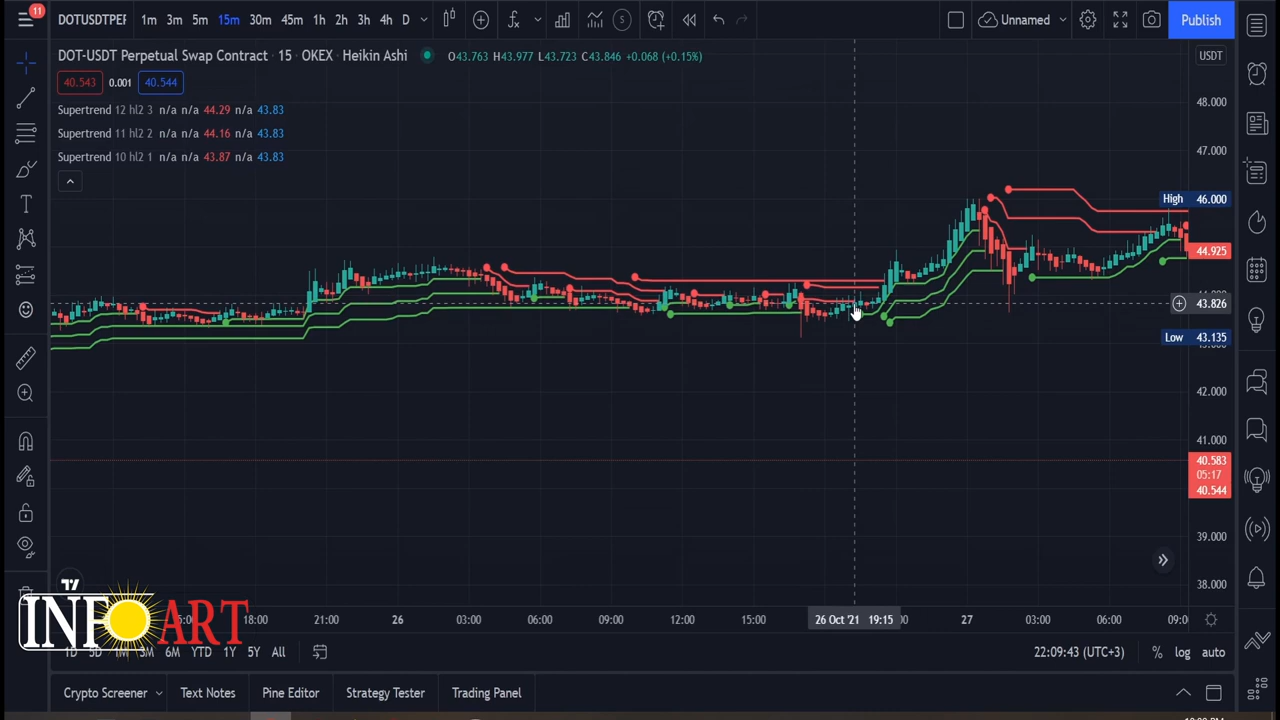 11
DOTUSDTPER 1m 3m 5m 15m 30m 45m 1h 2h 3h 4h D Unnamed Publish
DOT-USDT Perpetual Swap Contract · 15 · OKEX · Heikin Ashi O43.763 H43.977 L43.723 C43.846 +0.068 (+0.15%) USDT
40.543 0.001 40.544
Supertrend 12 hl2 3 n/a n/a 44.29 n/a 43.83
Supertrend 11 hl2 2 n/a n/a 44.16 n/a 43.83
Supertrend 10 hl2 1 n/a n/a 43.87 n/a 43.83
48.000
47.000
High 46.000
44.925
43.826
Low 43.135
42.000
41.000
40.583
05:17
40.544
39.000
38.000
INFO ART
18:00 21:00 26 03:00 06:00 09:00 12:00 15:00 26 Oct '21 19:15 27 03:00 06:00 09:0
1D 5D 1M 3M 6M YTD 1Y 5Y All 22:09:43 (UTC+3) % log auto
Crypto Screener Text Notes Pine Editor Strategy Tester Trading Panel